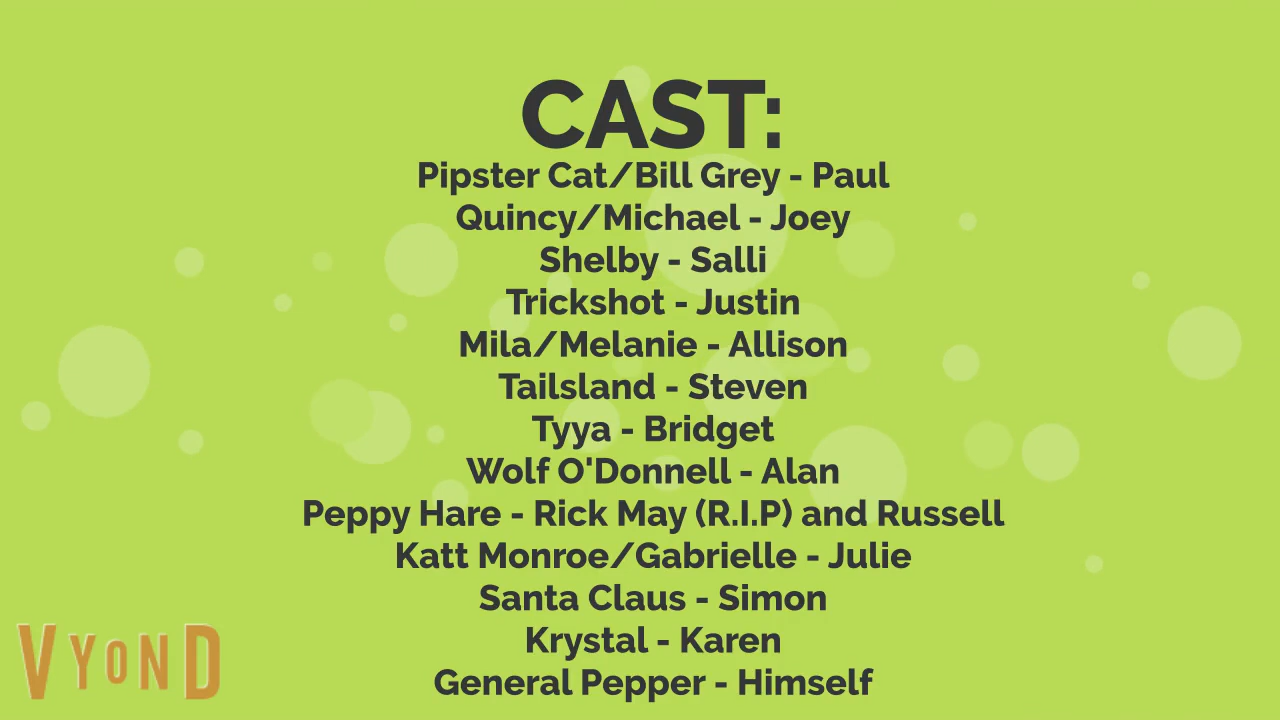 CAST:
Pipster Cat/Bill Grey - Paul
Quincy/Michael - Joey
Shelby - Salli
Trickshot - Justin
Mila/Melanie - Allison
Tailsland - Steven
Tyya - Bridget
Wolf O'Donnell - Alan
Peppy Hare - Rick May (R.I.P) and Russell
Katt Monroe/Gabrielle - Julie
Santa Claus - Simon
Krystal - Karen
General Pepper - Himself
VYOND